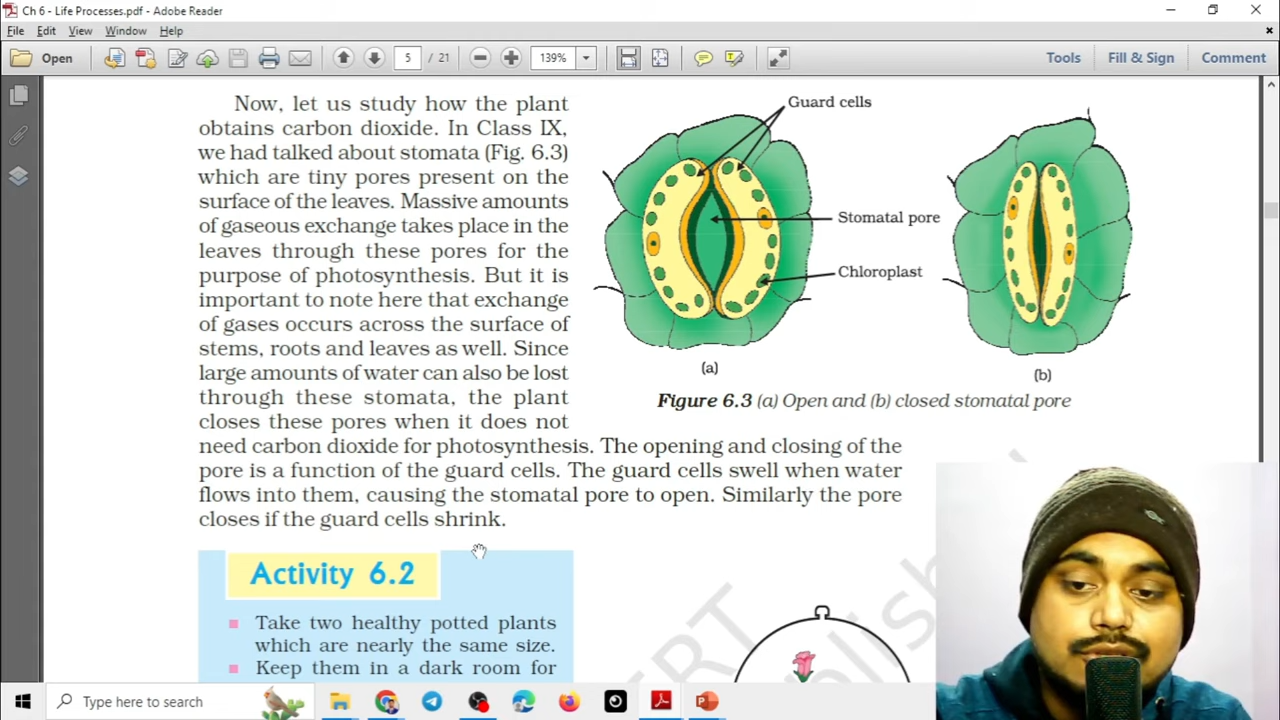 Ch 6 - Life Processes.pdf - Adobe Reader
File Edit View Window Help
Open 5 / 21 139% Tools Fill & Sign Comment
Now, let us study how the plant
obtains carbon dioxide. In Class IX,
we had talked about stomata (Fig. 6.3)
which are tiny pores present on the
surface of the leaves. Massive amounts
of gaseous exchange takes place in the
leaves through these pores for the
purpose of photosynthesis. But it is
important to note here that exchange
of gases occurs across the surface of
stems, roots and leaves as well. Since
large amounts of water can also be lost
through these stomata, the plant
closes these pores when it does not
need carbon dioxide for photosynthesis. The opening and closing of the
pore is a function of the guard cells. The guard cells swell when water
flows into them, causing the stomatal pore to open. Similarly the pore
closes if the guard cells shrink.
Guard cells
Stomatal pore
Chloroplast
(a)
(b)
Figure 6.3 (a) Open and (b) closed stomatal pore
Activity 6.2
Take two healthy potted plants
which are nearly the same size.
Keep them in a dark room for
Type here to search